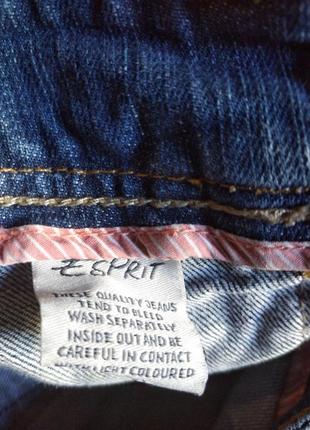 ESPRIT
THESE QUALITY JEANS
TEND TO BLEED
WASH SEPARATELY
INSIDE OUT AND BE
CAREFUL IN CONTACT
WITH LIGHT COLOURED